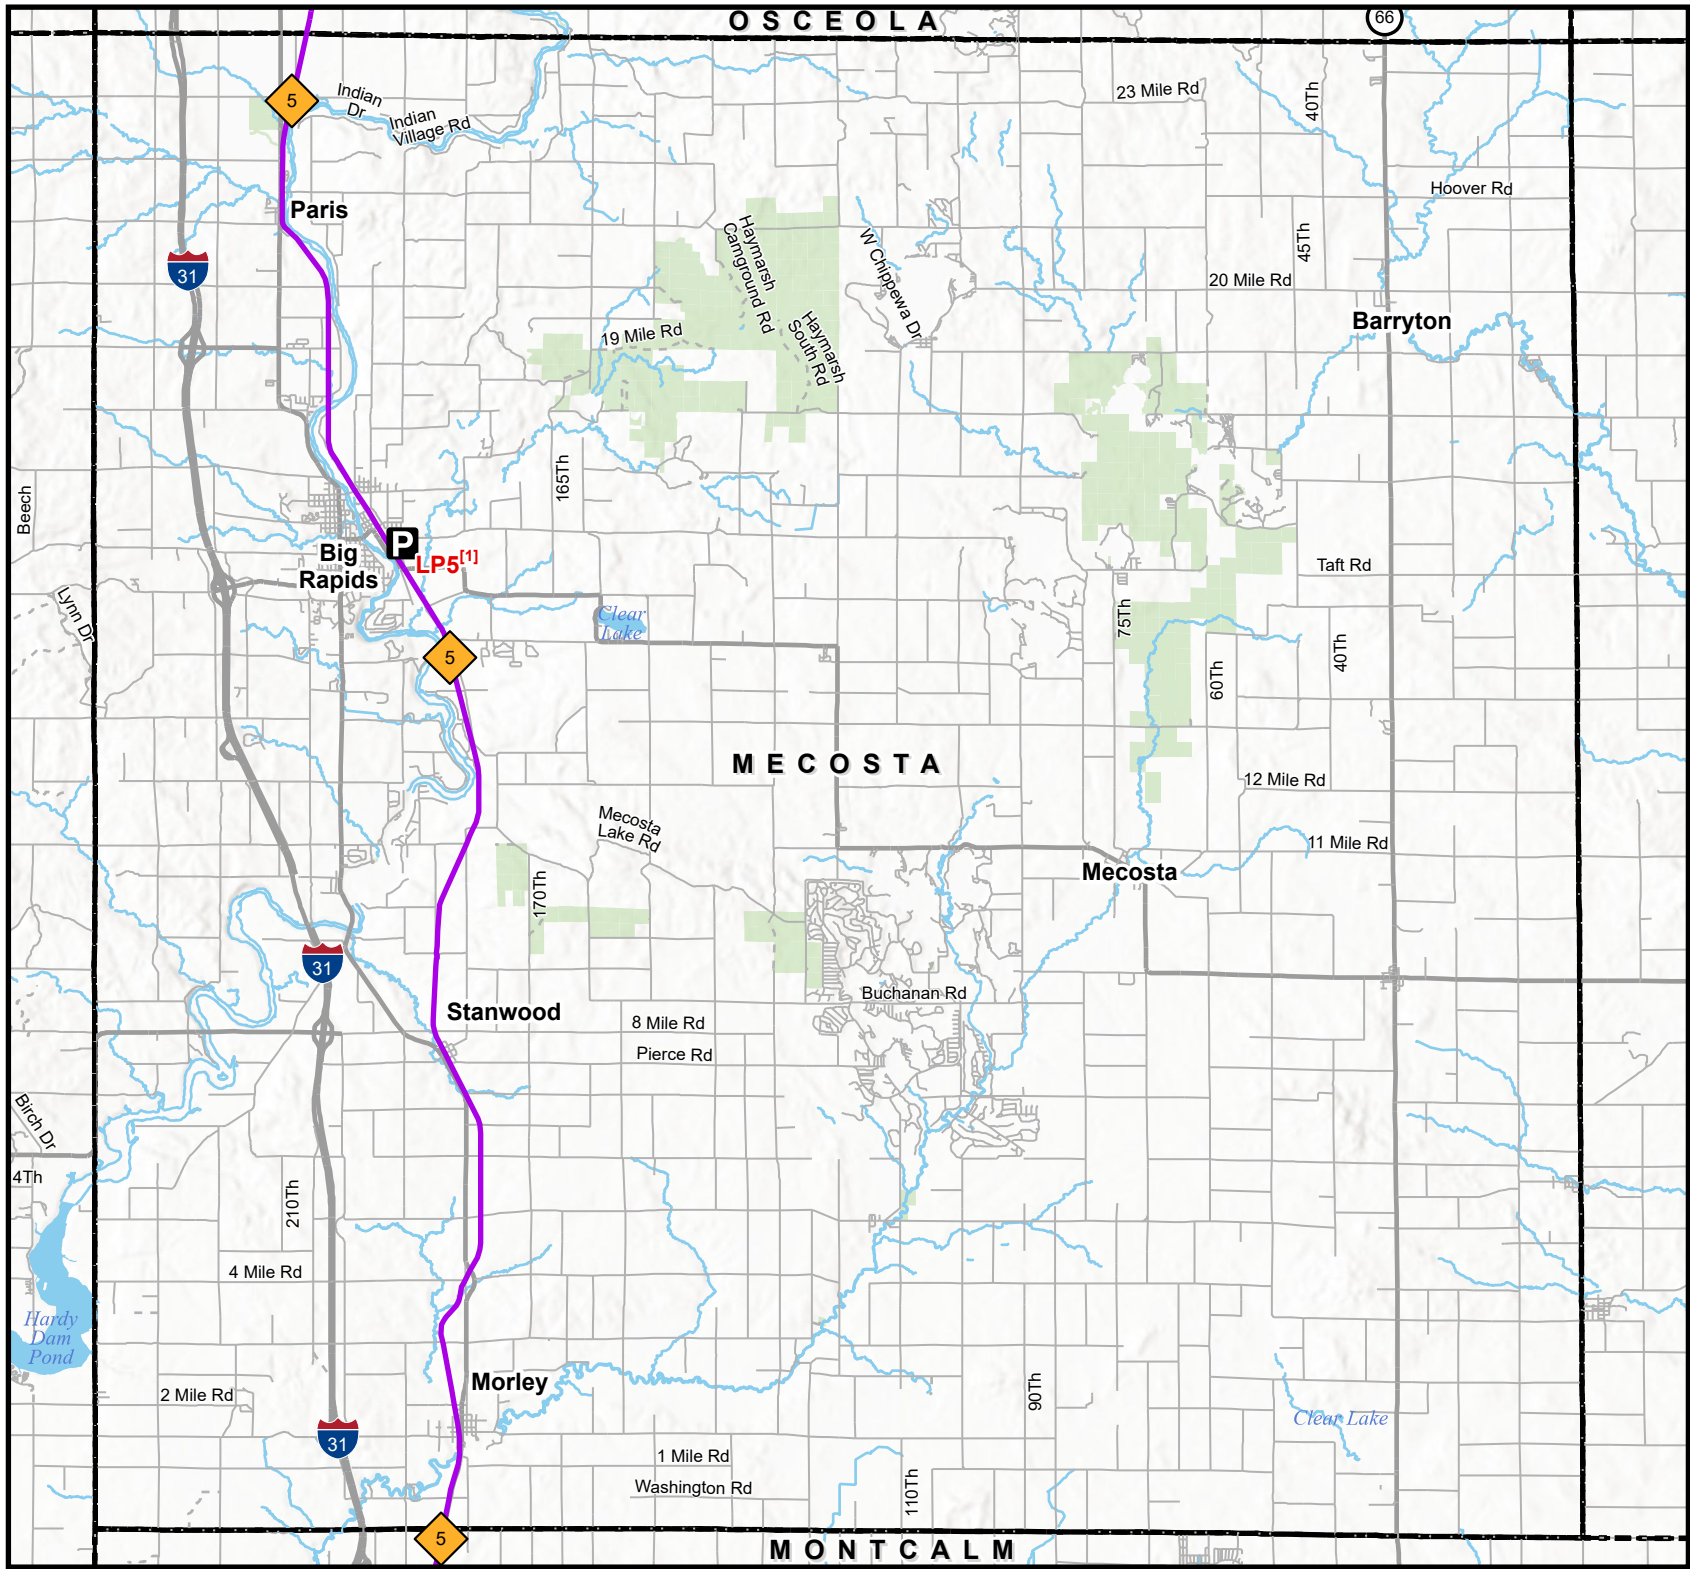 OSCEOLA
66
5
Indian
Dr
Indian
Village Rd
23 Mile Rd
40Th
Hoover Rd
Paris
Haymarsh
Camground Rd
W Chippewa Dr
45Th
31
20 Mile Rd
Barryton
19 Mile Rd
Haymarsh
South Rd
Beech
165Th
P
LP5[1]
Big
Rapids
Taft Rd
Lynn Dr
Clear
Lake
75Th
40Th
5
60Th
MECOSTA
12 Mile Rd
Mecosta
Lake Rd
11 Mile Rd
Mecosta
170Th
31
Buchanan Rd
Stanwood
8 Mile Rd
Pierce Rd
Birch Dr
4Th
210Th
4 Mile Rd
Hardy
Dam
Pond
Morley
2 Mile Rd
90Th
Clear Lake
31
1 Mile Rd
Washington Rd
110Th
5
MONTCALM